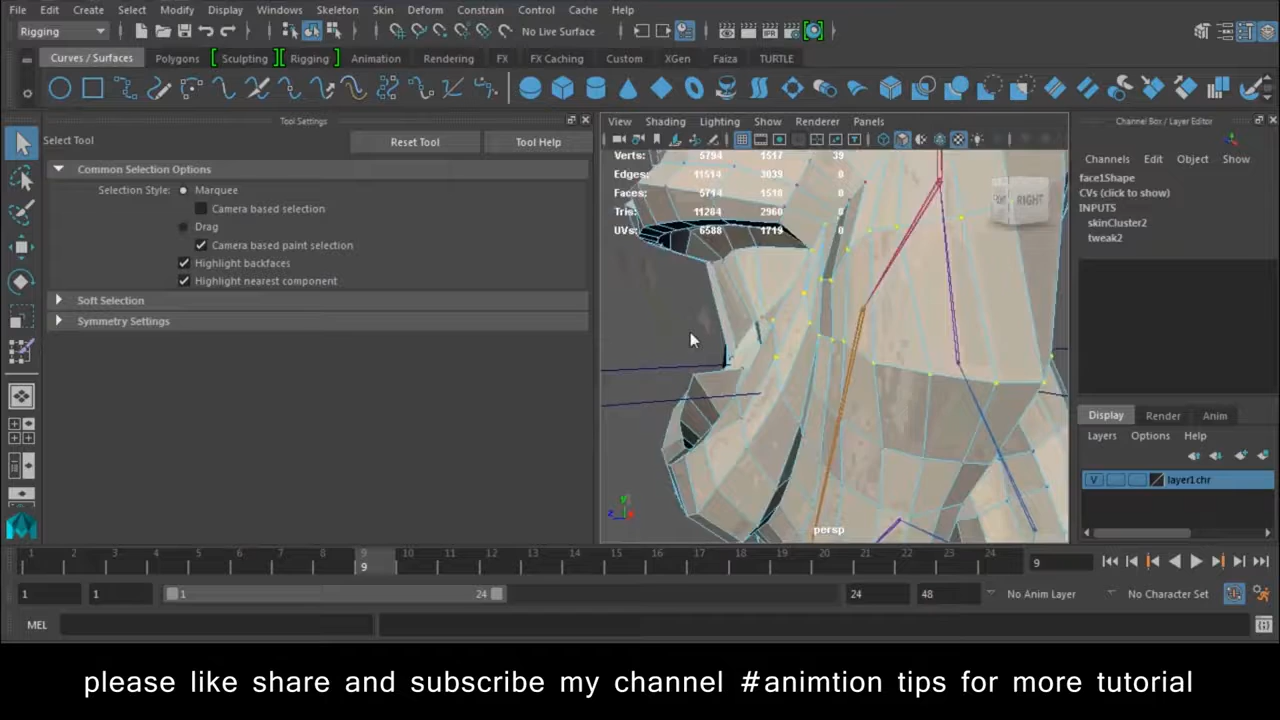 File Edit Create Select Modify Display Windows Skeleton Skin Deform Constrain Control Cache Help
Rigging No Live Surface
Curves / Surfaces Polygons Sculpting Rigging Animation Rendering FX FX Caching Custom XGen Faiza TURTLE
Tool Settings
Select Tool Reset Tool Tool Help
Common Selection Options
Selection Style: Marquee
Camera based selection
Drag
Camera based paint selection
Highlight backfaces
Highlight nearest component
Soft Selection
Symmetry Settings
View Shading Lighting Show Renderer Panels
Verts: 5794 1517 39
Edges: 11514 3039 0
Faces: 5714 1510 0
Tris: 11284 2960 0
UVs: 6588 1719 0
RIGHT
y
z
persp
Channel Box / Layer Editor
Channels Edit Object Show
face1Shape
CVs (click to show)
INPUTS
skinCluster2
tweak2
Display Render Anim
Layers Options Help
V layer1.chr
1 2 3 4 5 6 7 8 9 10 11 12 13 14 15 16 17 18 19 20 21 22 23 24
9 9
1 1 1 24 24 48 No Anim Layer No Character Set
MEL
please like share and subscribe my channel #animtion tips for more tutorial